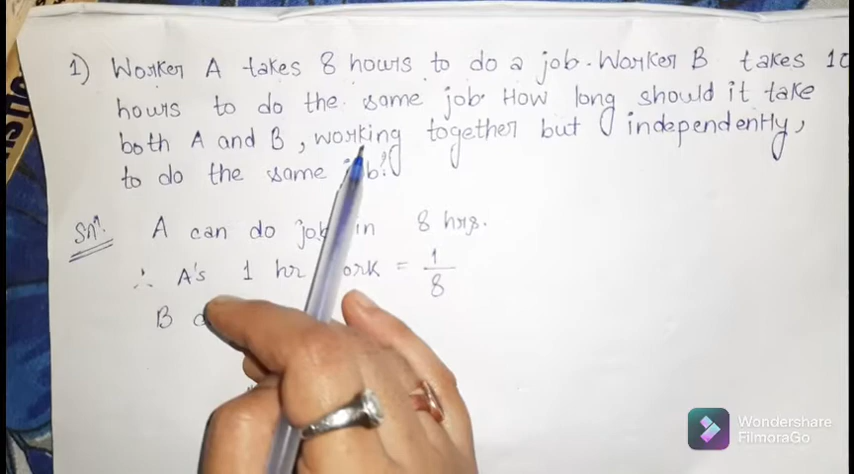 1) Worker A takes 8 hours to do a job. Worker B takes 10
hours to do the same job. How long should it take
both A and B, working together but independently,
to do the same
Soln. A can do job in 8 hrs.
∴ A's 1 hr work = 1/8
B
Wondershare
FilmoraGo